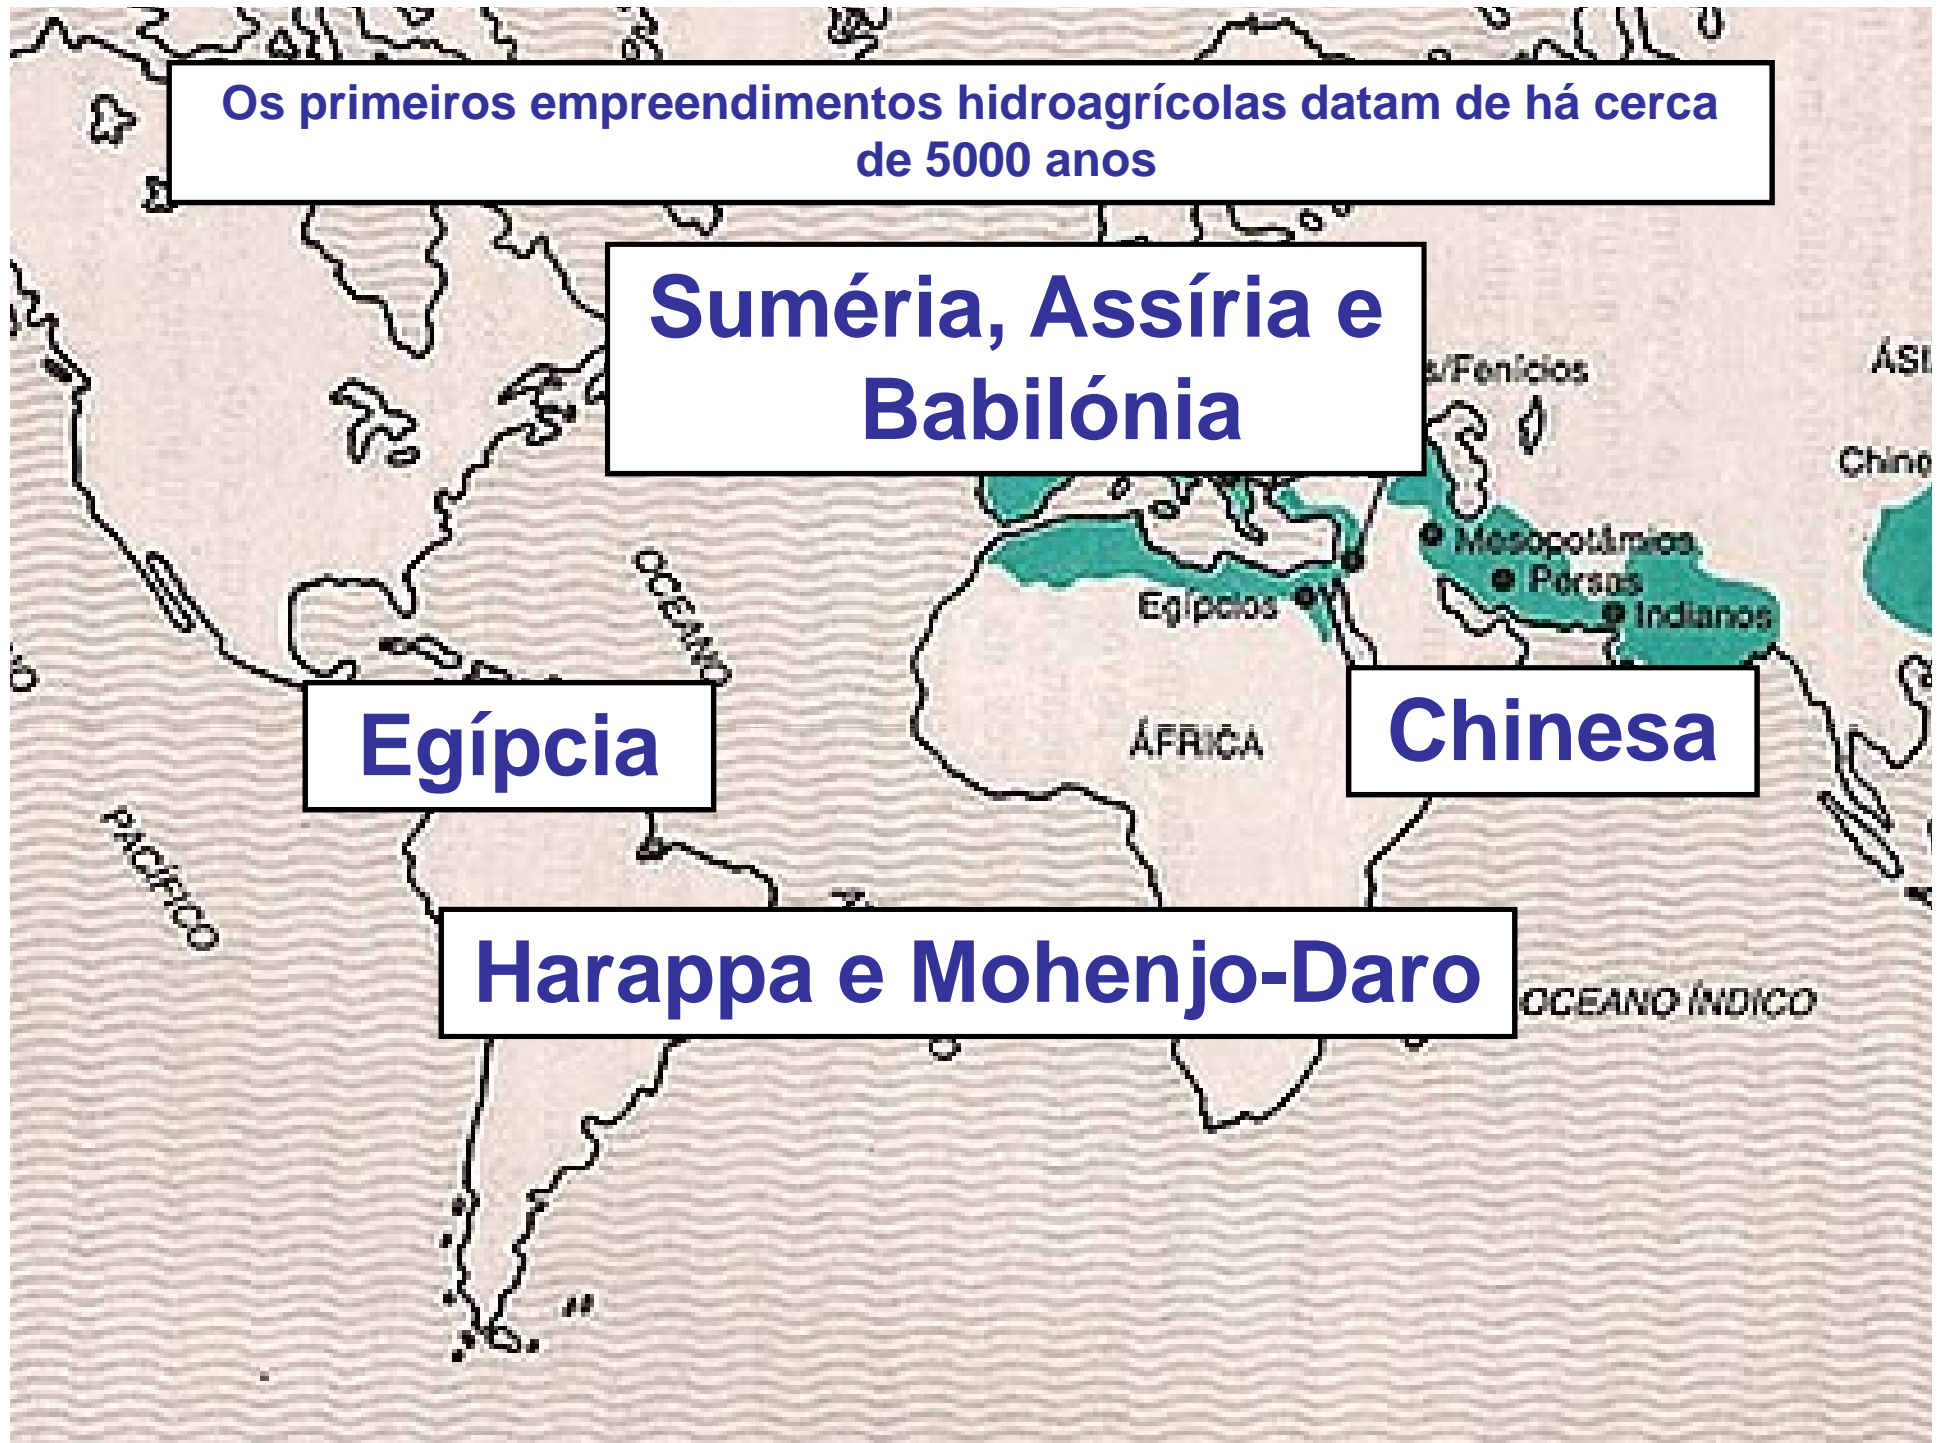 Os primeiros empreendimentos hidroagrícolas datam de há cerca
de 5000 anos
Suméria, Assíria e
Babilónia
s/Fenícios
ÁSI
Chine
Mesopotâmios
Persas
Egípcios
Indianos
OCEANO
Egípcia
ÁFRICA
Chinesa
PACÍFICO
Harappa e Mohenjo-Daro
OCEANO ÍNDICO